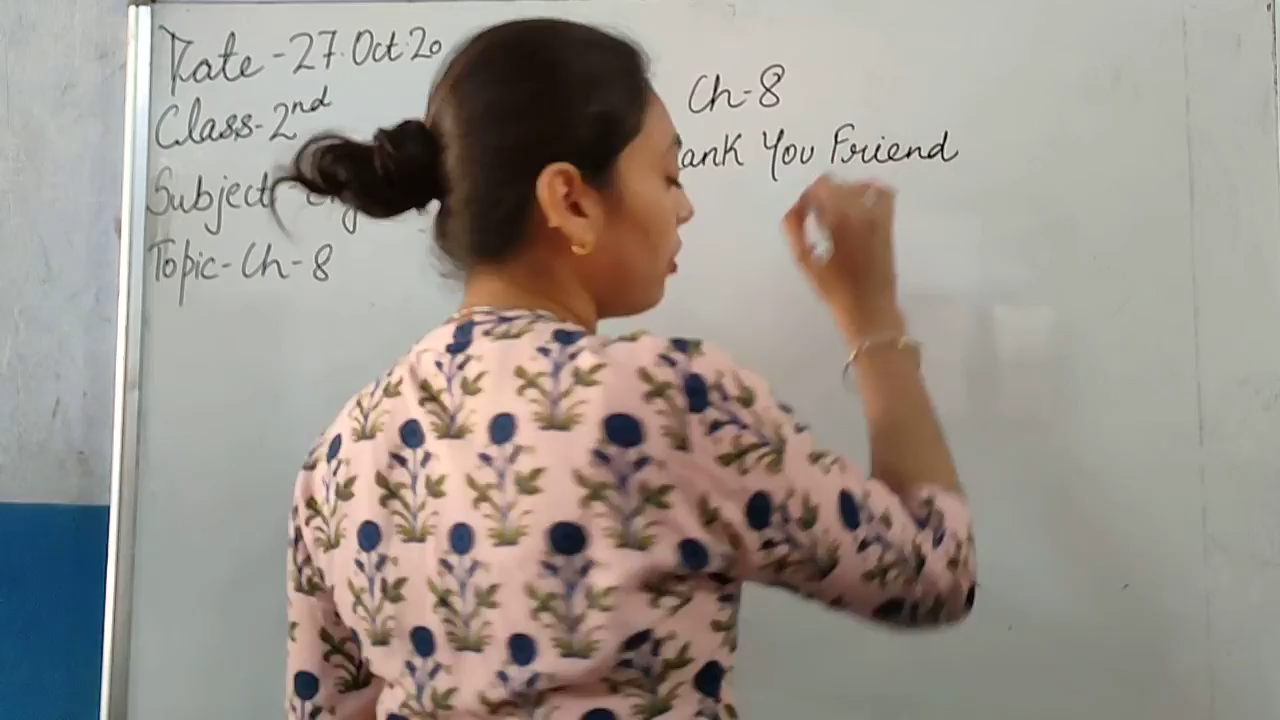 Date - 27. Oct. 20
Class - 2nd
Subject
Topic - Ch - 8
Ch - 8
ank You Friend